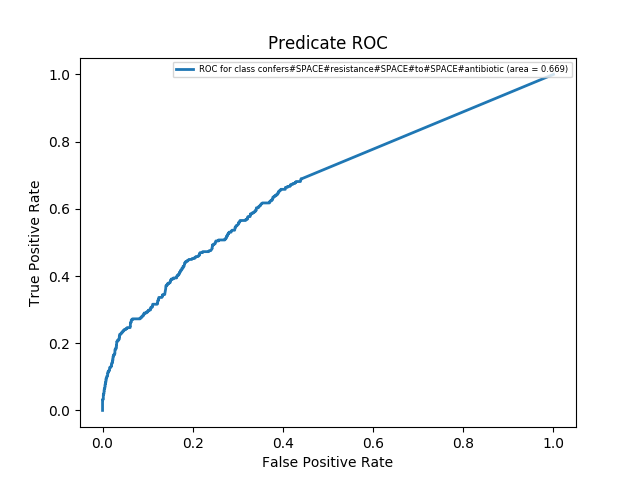 Predicate ROC
ROC for class confers#SPACE#resistance#SPACE#to#SPACE#antibiotic (area = 0.669)
1.0
0.8
0.6
0.4
0.2
0.0
True Positive Rate
0.0 0.2 0.4 0.6 0.8 1.0
False Positive Rate